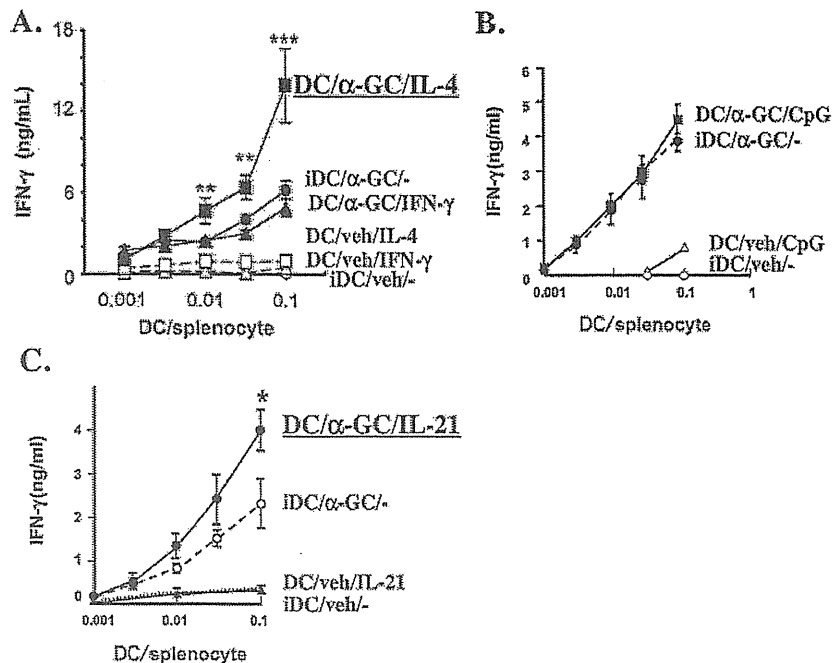 A.
18
12
6
0
IFN-γ (ng/mL)
0.001
0.01
0.1
DC/splenocyte
*
**
**
***
DC/α-GC/IL-4
iDC/α-GC/-
DC/α-GC/IFN-γ
DC/veh/IL-4
DC/veh/IFN-γ
iDC/veh/-
B.
6
5
4
3
2
1
0
IFN-γ(ng/ml)
0.001
0.01
0.1
1
DC/splenocyte
DC/α-GC/CpG
iDC/α-GC/-
DC/veh/CpG
iDC/veh/-
C.
4
3
2
1
0
IFN-γ(ng/ml)
0.001
0.01
0.1
DC/splenocyte
*
DC/α-GC/IL-21
iDC/α-GC/-
DC/veh/IL-21
iDC/veh/-